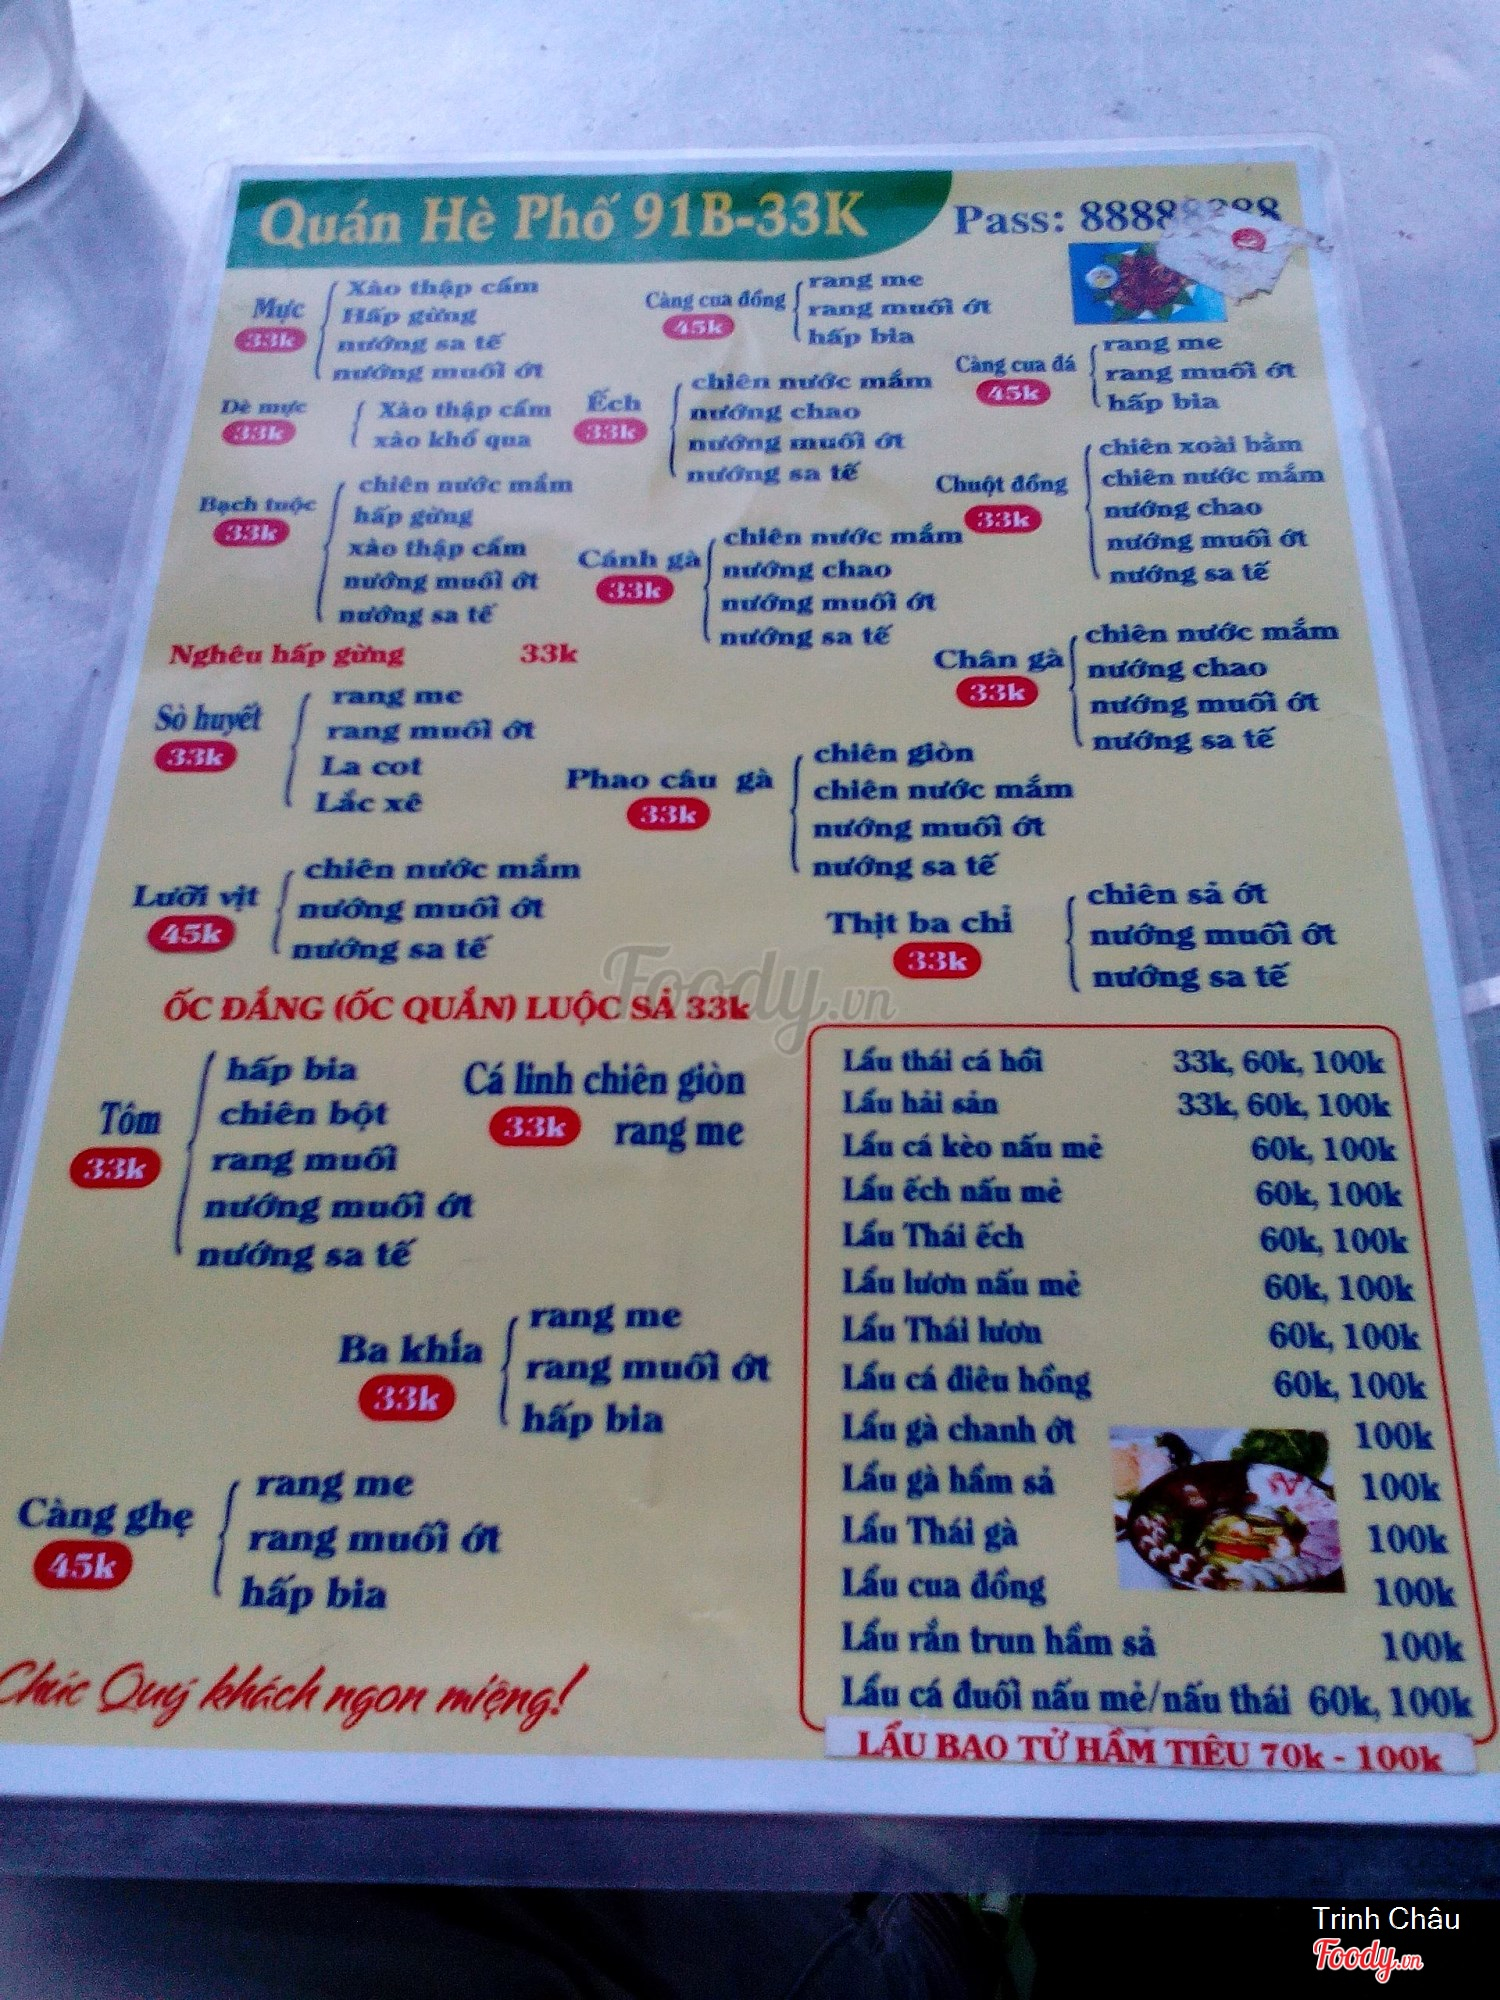 Quán Hè Phố 91B-33K
Pass: 88888888
Mực
33k
Xào thập cẩm
Hấp gừng
nướng sa tế
nướng muối ớt
Dè mực
33k
Xào thập cẩm
xào khổ qua
Bạch tuộc
33k
chiên nước mắm
hấp gừng
xào thập cẩm
nướng muối ớt
nướng sa tế
Nghêu hấp gừng 33k
Sò huyết
33k
rang me
rang muối ớt
La cot
Lắc xê
Lưỡi vịt
45k
chiên nước mắm
nướng muối ớt
nướng sa tế
ỐC ĐẮNG (ỐC QUẮN) LUỘC SẢ 33k
Tôm
33k
hấp bia
chiên bột
rang muối
nướng muối ớt
nướng sa tế
Cá linh chiên giòn
33k rang me
Ba khía
33k
rang me
rang muối ớt
hấp bia
Càng ghẹ
45k
rang me
rang muối ớt
hấp bia
Chúc Quý khách ngon miệng!
Càng cua đồng
45k
rang me
rang muối ớt
hấp bia
Ếch
33k
chiên nước mắm
nướng chao
nướng muối ớt
nướng sa tế
Cánh gà
33k
chiên nước mắm
nướng chao
nướng muối ớt
nướng sa tế
Phao câu gà
33k
chiên giòn
chiên nước mắm
nướng muối ớt
nướng sa tế
Càng cua đá
45k
rang me
rang muối ớt
hấp bia
Chuột đồng
33k
chiên xoài bằm
chiên nước mắm
nướng chao
nướng muối ớt
nướng sa tế
Chân gà
33k
chiên nước mắm
nướng chao
nướng muối ớt
nướng sa tế
Thịt ba chỉ
33k
chiên sả ớt
nướng muối ớt
nướng sa tế
Lẩu thái cá hồi 33k, 60k, 100k
Lẩu hải sản 33k, 60k, 100k
Lẩu cá kèo nấu mẻ 60k, 100k
Lẩu ếch nấu mẻ 60k, 100k
Lẩu Thái ếch 60k, 100k
Lẩu lươn nấu mẻ 60k, 100k
Lẩu Thái lươn 60k, 100k
Lẩu cá điêu hồng 60k, 100k
Lẩu gà chanh ớt 100k
Lẩu gà hầm sả 100k
Lẩu Thái gà 100k
Lẩu cua đồng 100k
Lẩu rắn trun hầm sả 100k
Lẩu cá đuối nấu mẻ/nấu thái 60k, 100k
LẨU BAO TỬ HẦM TIÊU 70k - 100k
Foody.vn
Trinh Châu
Foody.vn